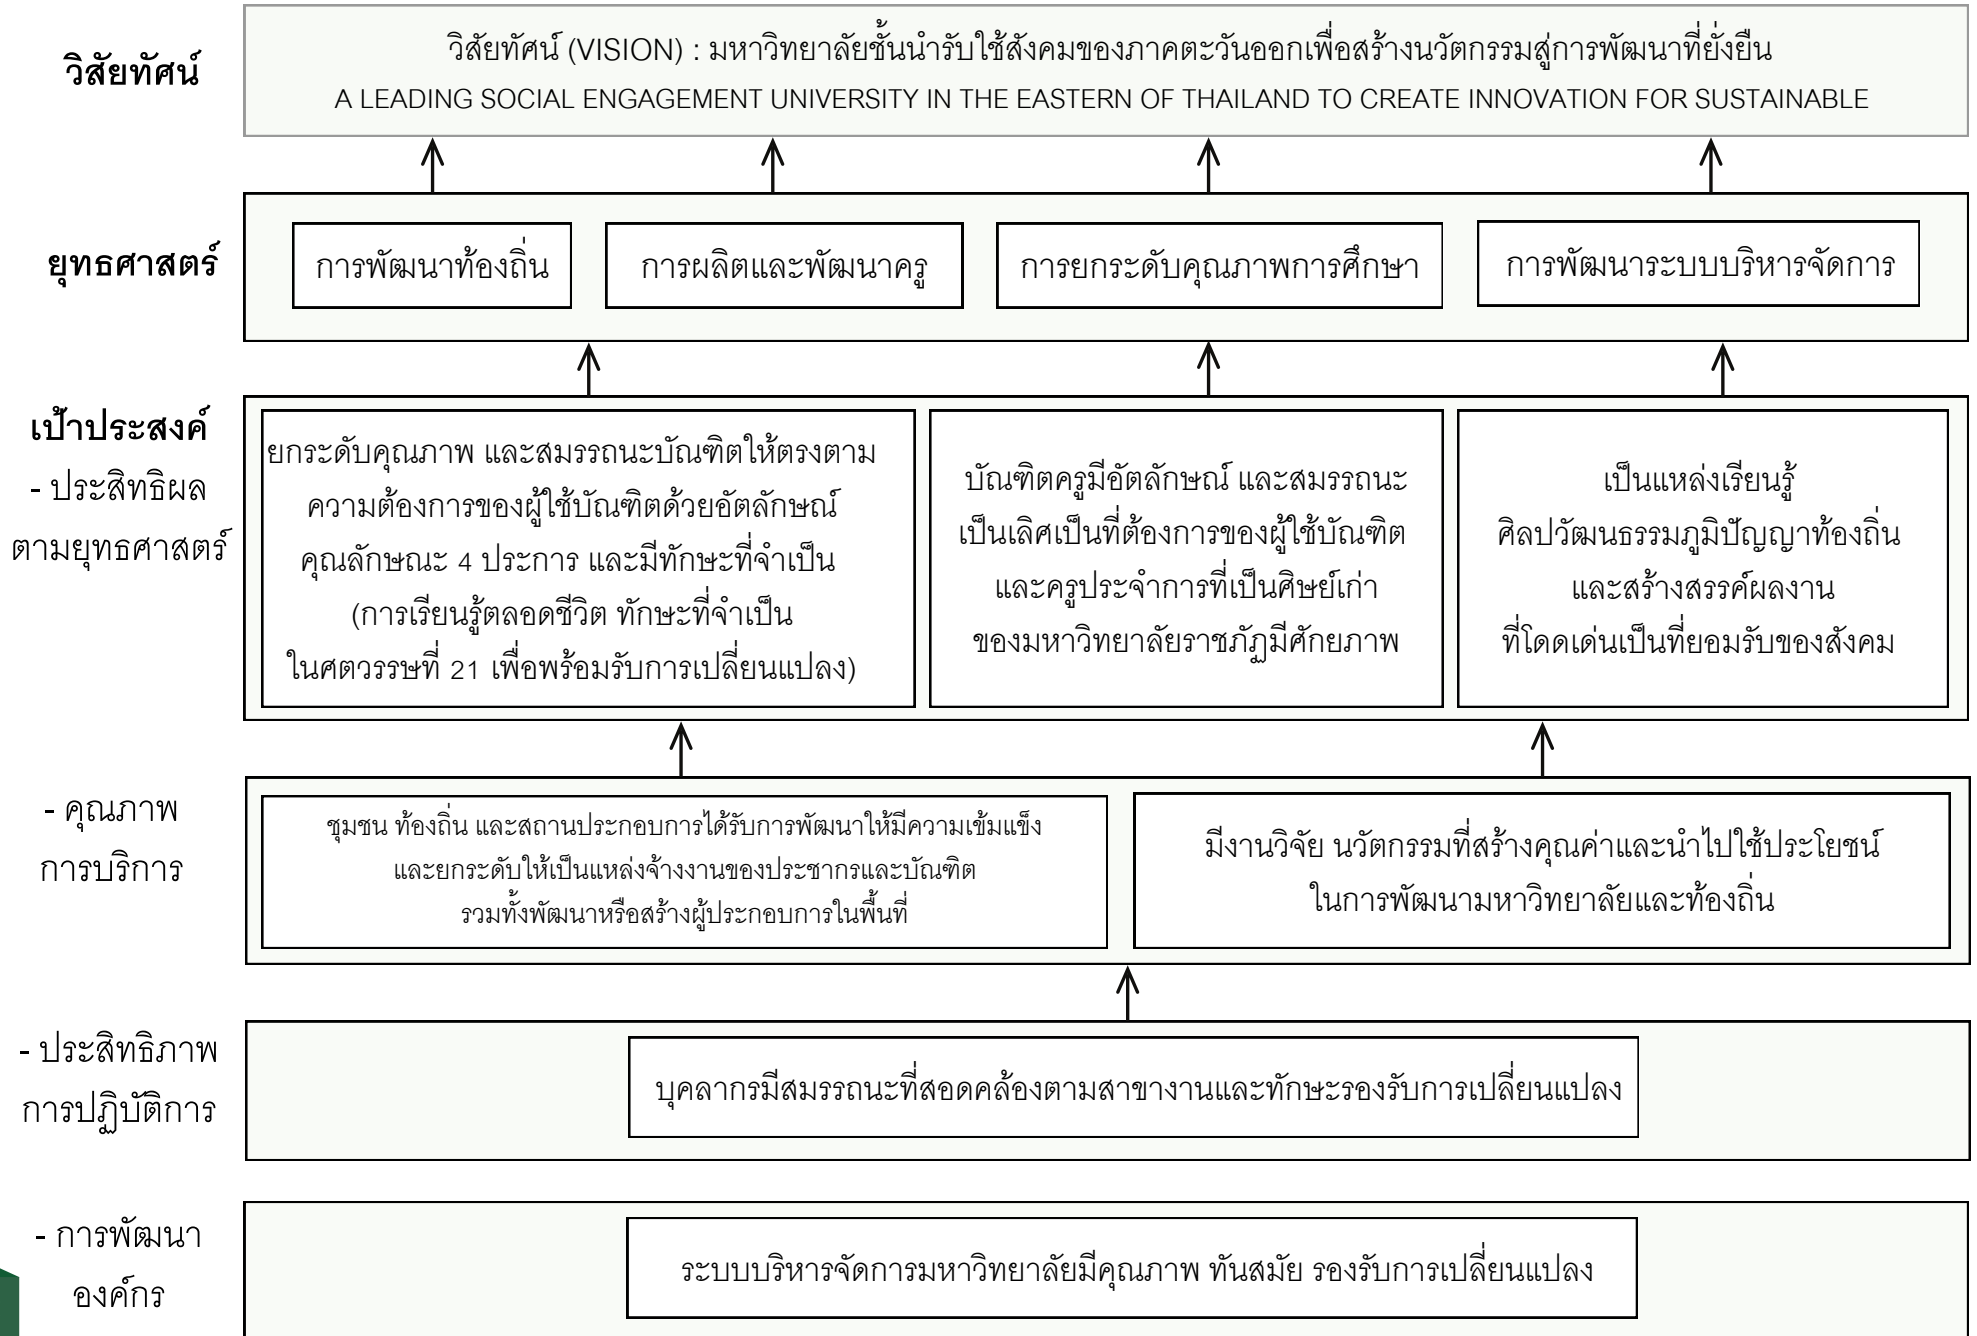 วิสัยทัศน์
วิสัยทัศน์ (VISION) : มหาวิทยาลัยชั้นนำรับใช้สังคมของภาคตะวันออกเพื่อสร้างนวัตกรรมสู่การพัฒนาที่ยั่งยืน
A LEADING SOCIAL ENGAGEMENT UNIVERSITY IN THE EASTERN OF THAILAND TO CREATE INNOVATION FOR SUSTAINABLE
ยุทธศาสตร์
การพัฒนาท้องถิ่น
การผลิตและพัฒนาครู
การยกระดับคุณภาพการศึกษา
การพัฒนาระบบบริหารจัดการ
เป้าประสงค์
- ประสิทธิผล
ตามยุทธศาสตร์
ยกระดับคุณภาพ และสมรรถนะบัณฑิตให้ตรงตาม
ความต้องการของผู้ใช้บัณฑิตด้วยอัตลักษณ์
คุณลักษณะ 4 ประการ และมีทักษะที่จำเป็น
(การเรียนรู้ตลอดชีวิต ทักษะที่จำเป็น
ในศตวรรษที่ 21 เพื่อพร้อมรับการเปลี่ยนแปลง)
บัณฑิตครูมีอัตลักษณ์ และสมรรถนะ
เป็นเลิศเป็นที่ต้องการของผู้ใช้บัณฑิต
และครูประจำการที่เป็นศิษย์เก่า
ของมหาวิทยาลัยราชภัฏมีศักยภาพ
เป็นแหล่งเรียนรู้
ศิลปวัฒนธรรมภูมิปัญญาท้องถิ่น
และสร้างสรรค์ผลงาน
ที่โดดเด่นเป็นที่ยอมรับของสังคม
- คุณภาพ
การบริการ
ชุมชน ท้องถิ่น และสถานประกอบการได้รับการพัฒนาให้มีความเข้มแข็ง
และยกระดับให้เป็นแหล่งจ้างงานของประชากรและบัณฑิต
รวมทั้งพัฒนาหรือสร้างผู้ประกอบการในพื้นที่
มีงานวิจัย นวัตกรรมที่สร้างคุณค่าและนำไปใช้ประโยชน์
ในการพัฒนามหาวิทยาลัยและท้องถิ่น
- ประสิทธิภาพ
การปฏิบัติการ
บุคลากรมีสมรรถนะที่สอดคล้องตามสาขางานและทักษะรองรับการเปลี่ยนแปลง
- การพัฒนา
องค์กร
ระบบบริหารจัดการมหาวิทยาลัยมีคุณภาพ ทันสมัย รองรับการเปลี่ยนแปลง